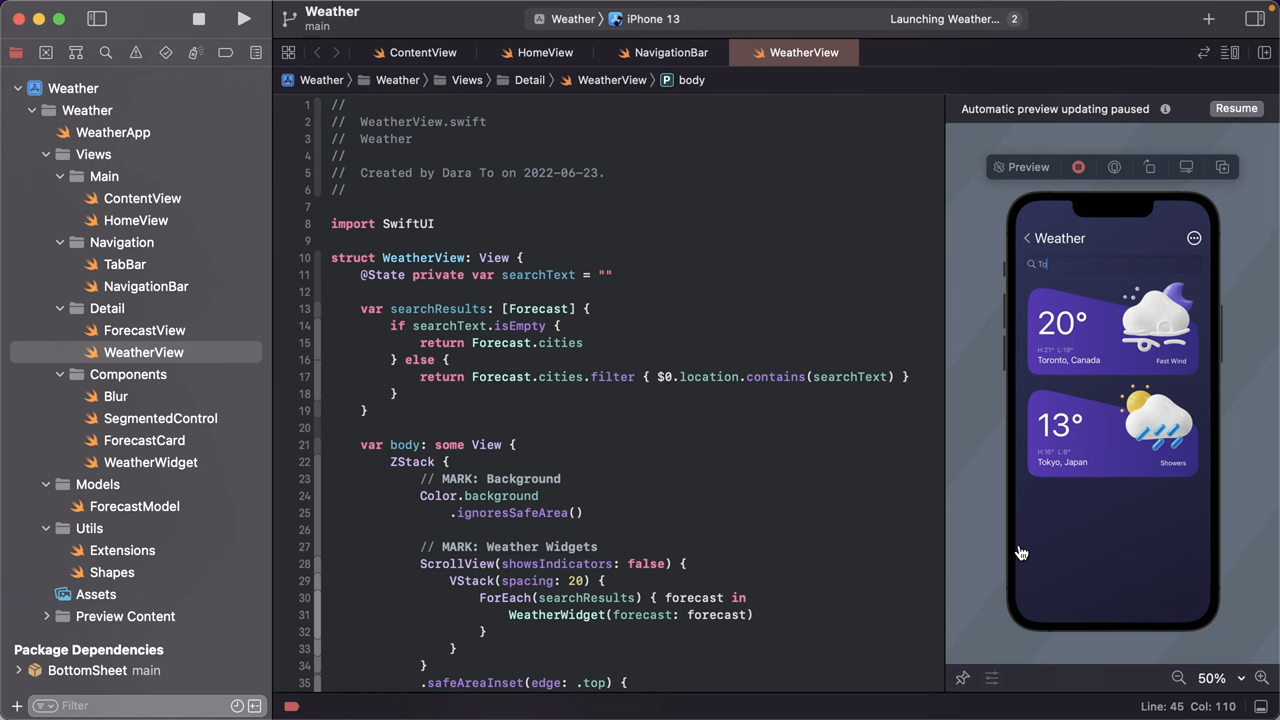 Weather
main
Weather
iPhone 13
Launching Weather...
2
ContentView
HomeView
NavigationBar
WeatherView
Weather
Weather
Views
Detail
WeatherView
P
body
Weather
Weather
WeatherApp
Views
Main
ContentView
HomeView
Navigation
TabBar
NavigationBar
Detail
ForecastView
WeatherView
Components
Blur
SegmentedControl
ForecastCard
WeatherWidget
Models
ForecastModel
Utils
Extensions
Shapes
Assets
Preview Content
Package Dependencies
BottomSheet main
Filter
1 //
2 // WeatherView.swift
3 // Weather
4 //
5 // Created by Dara To on 2022-06-23.
6 //
7
8 import SwiftUI
9
10 struct WeatherView: View {
11 @State private var searchText = ""
12
13 var searchResults: [Forecast] {
14 if searchText.isEmpty {
15 return Forecast.cities
16 } else {
17 return Forecast.cities.filter { $0.location.contains(searchText) }
18 }
19 }
20
21 var body: some View {
22 ZStack {
23 // MARK: Background
24 Color.background
25 .ignoresSafeArea()
26
27 // MARK: Weather Widgets
28 ScrollView(showsIndicators: false) {
29 VStack(spacing: 20) {
30 ForEach(searchResults) { forecast in
31 WeatherWidget(forecast: forecast)
32 }
33 }
34 }
35 .safeAreaInset(edge: .top) {
Automatic preview updating paused
Resume
Preview
Weather
To
20°
H:21° L:19°
Toronto, Canada
Fast Wind
13°
H:16° L:8°
Tokyo, Japan
Showers
50%
Line: 45 Col: 110